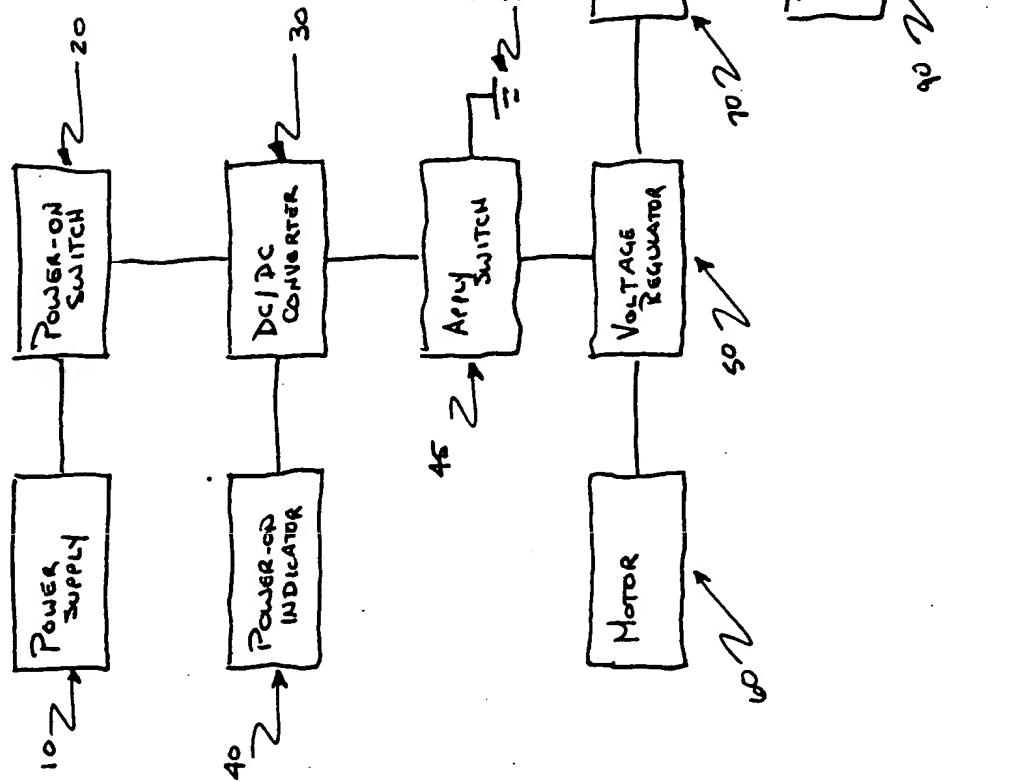 10
POWER
SUPPLY
POWER-ON
SWITCH
20
40
POWER-ON
INDICATOR
DC/DC
CONVERTER
30
45
APPLY
SWITCH
60
MOTOR
50
VOLTAGE
REGULATOR
70
90